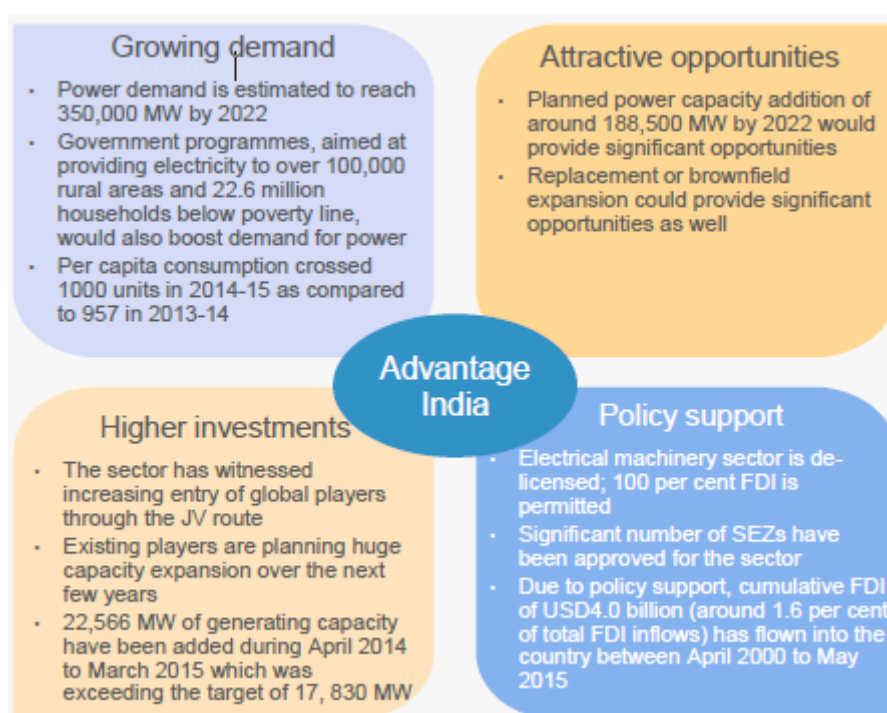 Growing demand
· Power demand is estimated to reach
350,000 MW by 2022
· Government programmes, aimed at
providing electricity to over 100,000
rural areas and 22.6 million
households below poverty line,
would also boost demand for power
· Per capita consumption crossed
1000 units in 2014-15 as compared
to 957 in 2013-14
Attractive opportunities
· Planned power capacity addition of
around 188,500 MW by 2022 would
provide significant opportunities
· Replacement or brownfield
expansion could provide significant
opportunities as well
Advantage
India
Higher investments
· The sector has witnessed
increasing entry of global players
through the JV route
· Existing players are planning huge
capacity expansion over the next
few years
· 22,566 MW of generating capacity
have been added during April 2014
to March 2015 which was
exceeding the target of 17, 830 MW
Policy support
· Electrical machinery sector is de-
licensed; 100 per cent FDI is
permitted
· Significant number of SEZs have
been approved for the sector
· Due to policy support, cumulative FDI
of USD4.0 billion (around 1.6 per cent
of total FDI inflows) has flown into the
country between April 2000 to May
2015